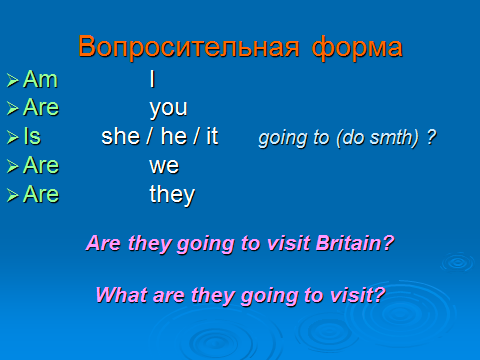 Вопросительная форма
Am I
Are you
Is she / he / it going to (do smth) ?
Are we
Are they
Are they going to visit Britain?
What are they going to visit?